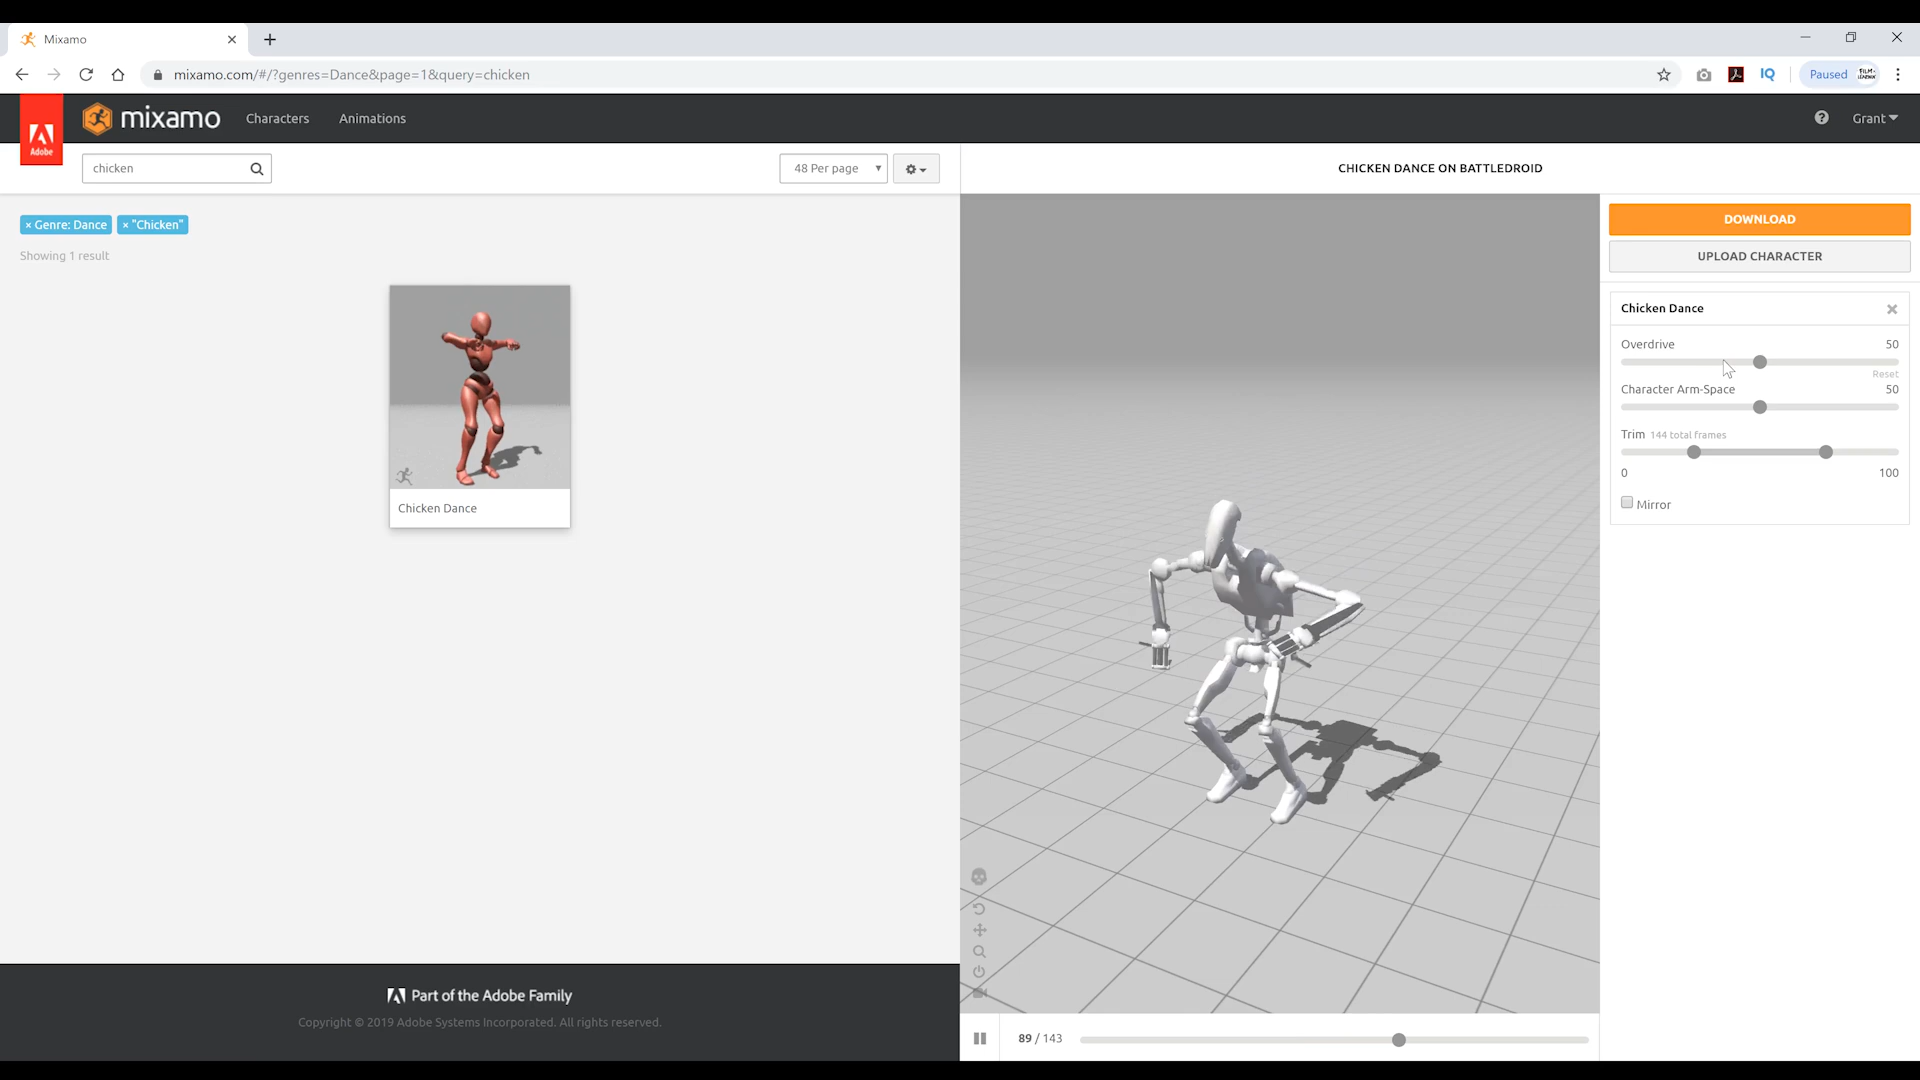 Mixamo
mixamo.com/#/?genres=Dance&page=1&query=chicken
IQ
Paused
FILM
LEARNIN
Adobe
mixamo
Characters
Animations
Grant
chicken
48 Per page
CHICKEN DANCE ON BATTLEDROID
× Genre: Dance
× "Chicken"
Showing 1 result
Chicken Dance
DOWNLOAD
UPLOAD CHARACTER
Chicken Dance
Overdrive 50
Reset
Character Arm-Space 50
Trim 144 total frames
0 100
Mirror
Part of the Adobe Family
Copyright © 2019 Adobe Systems Incorporated. All rights reserved.
89 / 143